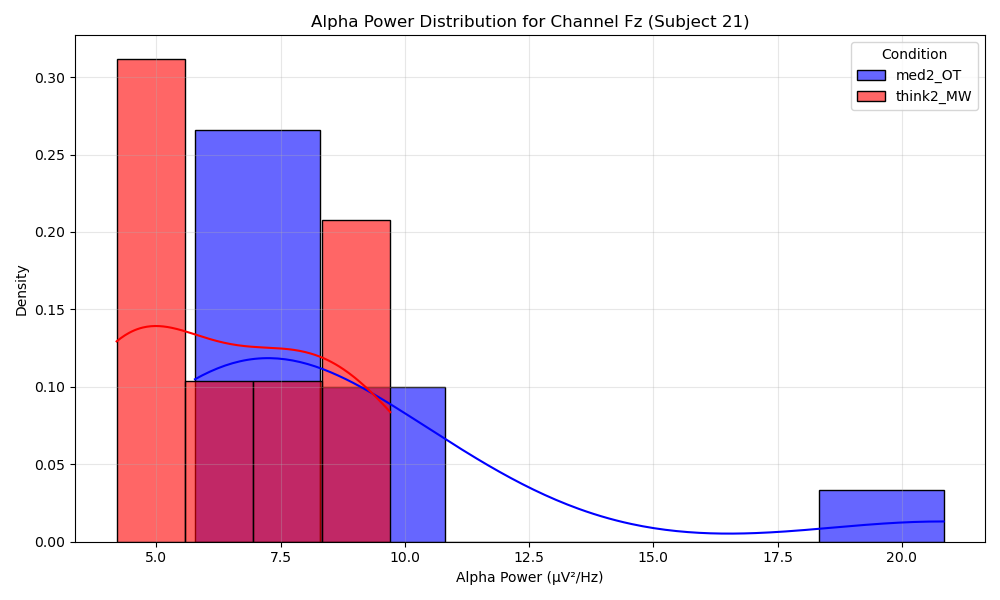 Alpha Power Distribution for Channel Fz (Subject 21)
Condition
med2_OT
think2_MW
Density
0.30
0.25
0.20
0.15
0.10
0.05
0.00
5.0 7.5 10.0 12.5 15.0 17.5 20.0
Alpha Power (µV²/Hz)